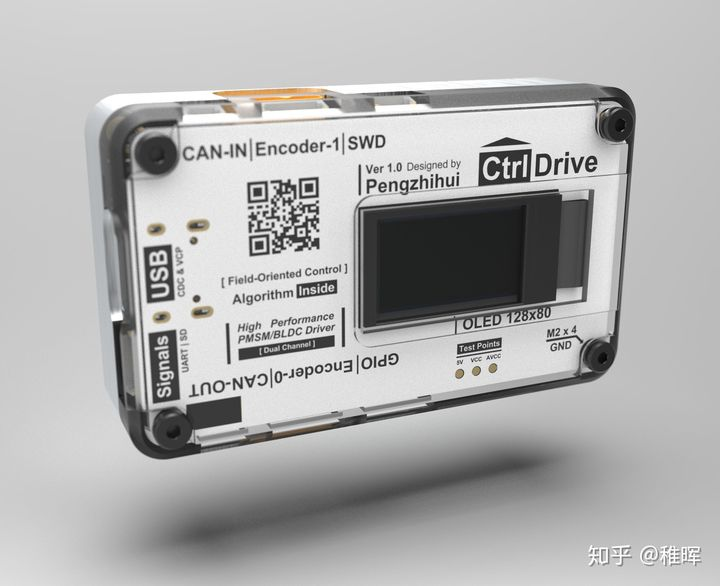 CAN-IN|Encoder-1|SWD
Ver 1.0 Designed by
Pengzhihui
Ctrl Drive
[ Field-Oriented Control ]
Algorithm Inside
High Performance
PMSM/BLDC Driver
[ Dual Channel ]
USB
CDC & VCP
Signals
UART | SD
OLED 128x80
Test Points
5V VCC AVCC
M2 x 4
GND
GPIO|Encoder-0|CAN-OUT
知乎 @稚晖